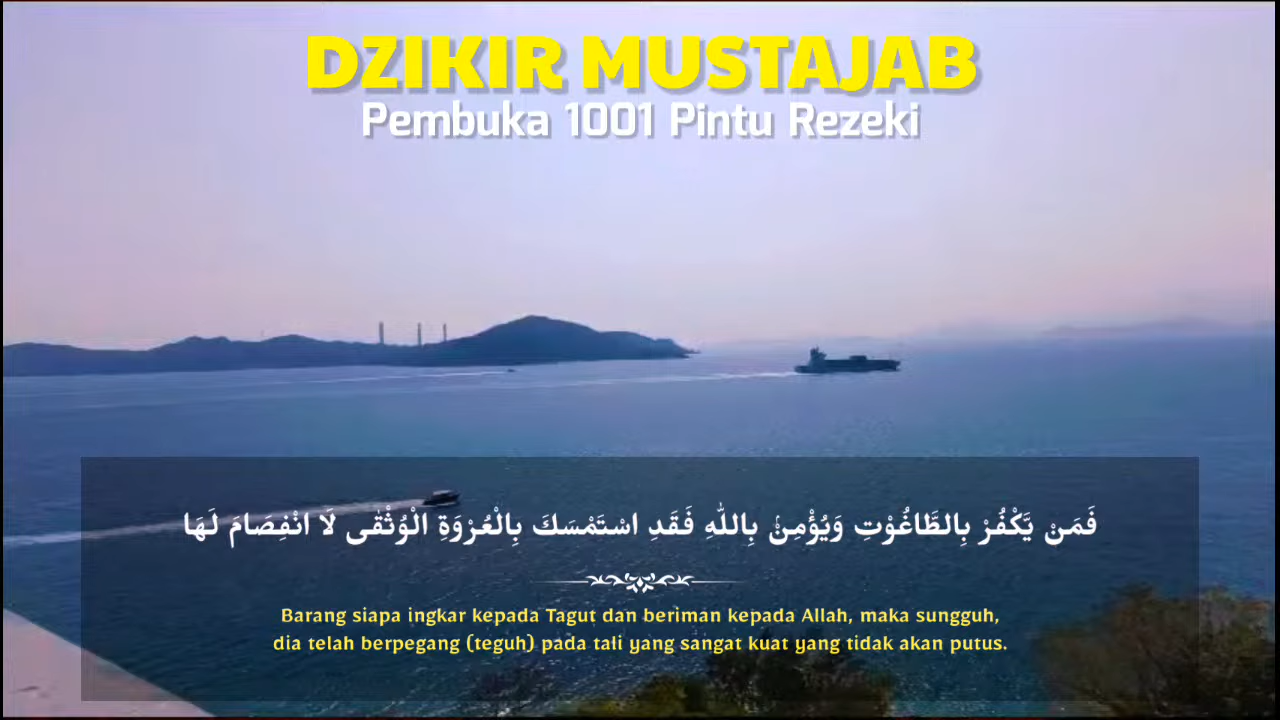 DZIKIR MUSTAJAB
Pembuka 1001 Pintu Rezeki
فَمَنْ يَّكْفُرْ بِالطَّاغُوْتِ وَيُؤْمِنْۢ بِاللهِ فَقَدِ اسْتَمْسَكَ بِالْعُرْوَةِ الْوُثْقٰى لَا انْفِصَامَ لَهَا
Barang siapa ingkar kepada Tagut dan beriman kepada Allah, maka sungguh,
dia telah berpegang (teguh) pada tali yang sangat kuat yang tidak akan putus.